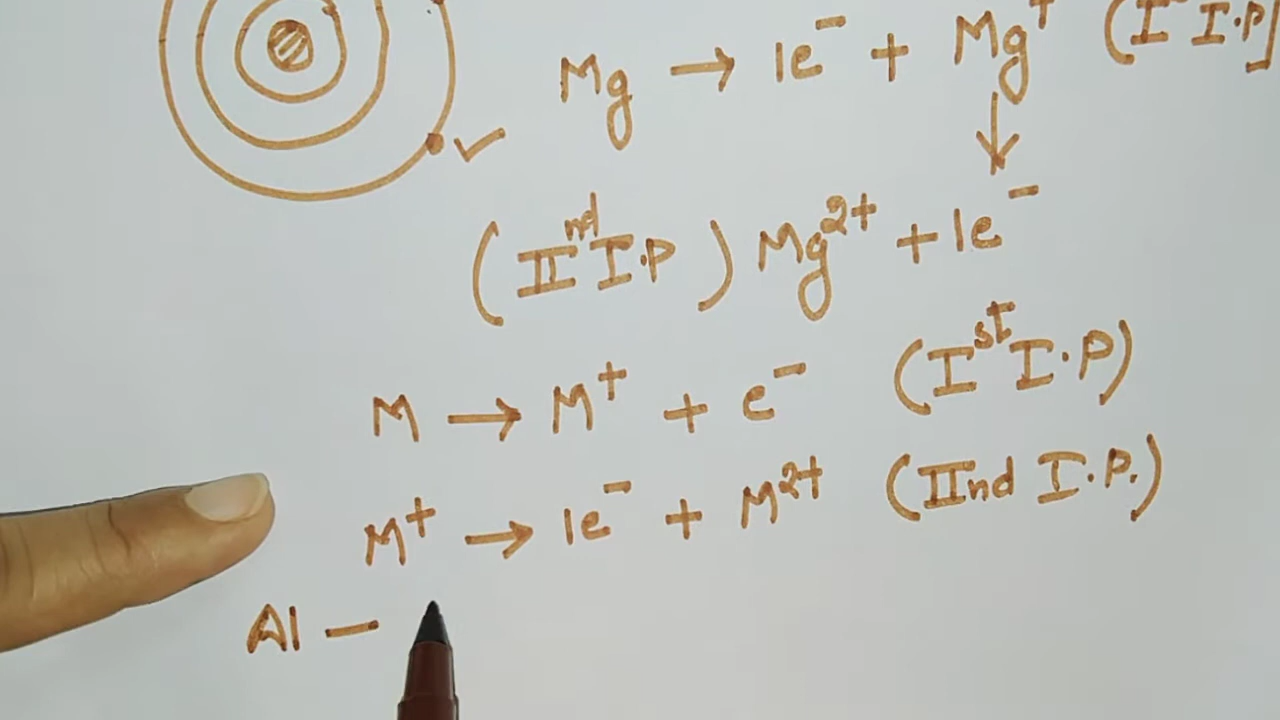 Mg → 1e⁻ + Mg⁺ (I I.P)
↓
(IInd I.P) Mg²⁺ + 1e⁻
M → M⁺ + e⁻ (Ist I.P)
M⁺ → 1e⁻ + M²⁺ (IInd I.P.)
Al —